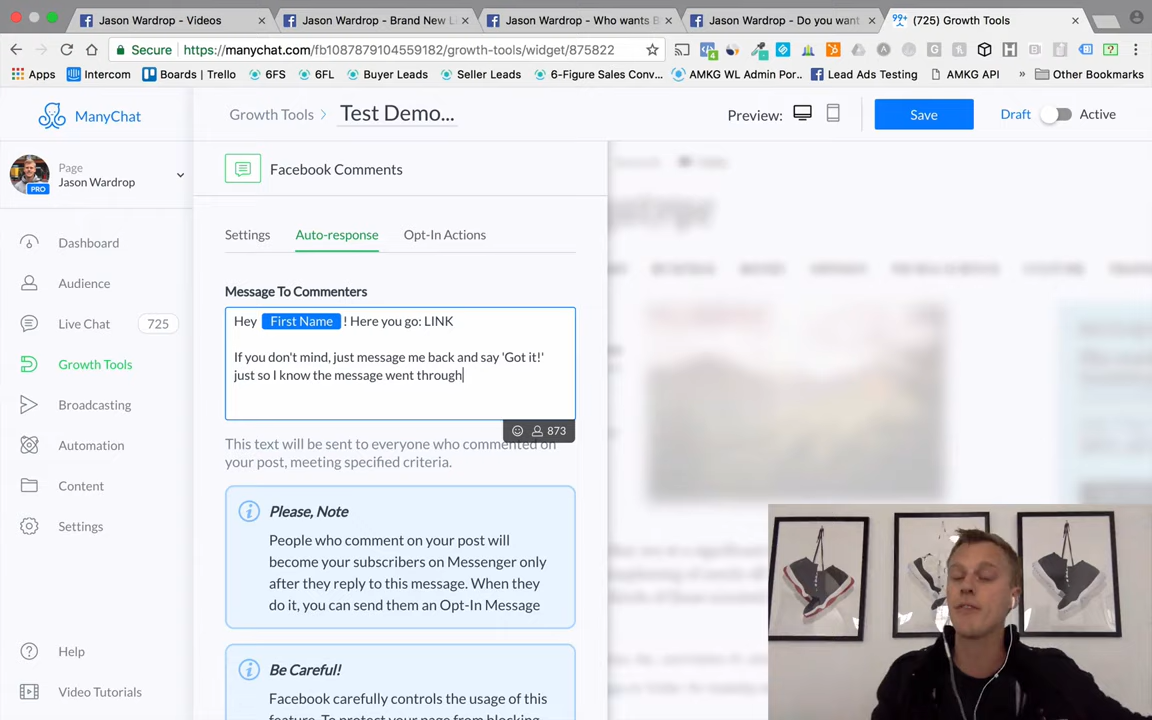 Jason Wardrop - Videos
Jason Wardrop - Brand New Li
Jason Wardrop - Who wants B
Jason Wardrop - Do you want
99+ (725) Growth Tools
Secure https://manychat.com/fb1087879104559182/growth-tools/widget/875822
Apps Intercom Boards | Trello 6FS 6FL Buyer Leads Seller Leads 6-Figure Sales Conv... AMKG WL Admin Por.. Lead Ads Testing AMKG API » Other Bookmarks
ManyChat
Growth Tools Test Demo...
Preview:
Save
Draft Active
Page
Jason Wardrop
PRO
Facebook Comments
Settings Auto-response Opt-In Actions
Dashboard
Audience
Live Chat 725
Growth Tools
Broadcasting
Automation
Content
Settings
Help
Video Tutorials
Message To Commenters
Hey First Name ! Here you go: LINK
If you don't mind, just message me back and say 'Got it!'
just so I know the message went through
873
This text will be sent to everyone who commented on
your post, meeting specified criteria.
Please, Note
People who comment on your post will
become your subscribers on Messenger only
after they reply to this message. When they
do it, you can send them an Opt-In Message
Be Careful!
Facebook carefully controls the usage of this
feature. To protect your page from blocking